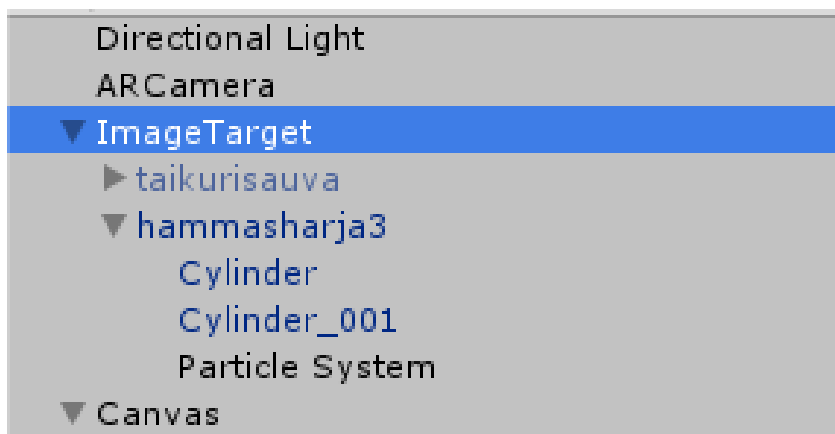 Directional Light
ARCamera
ImageTarget
taikurisauva
hammasharja3
Cylinder
Cylinder_001
Particle System
Canvas